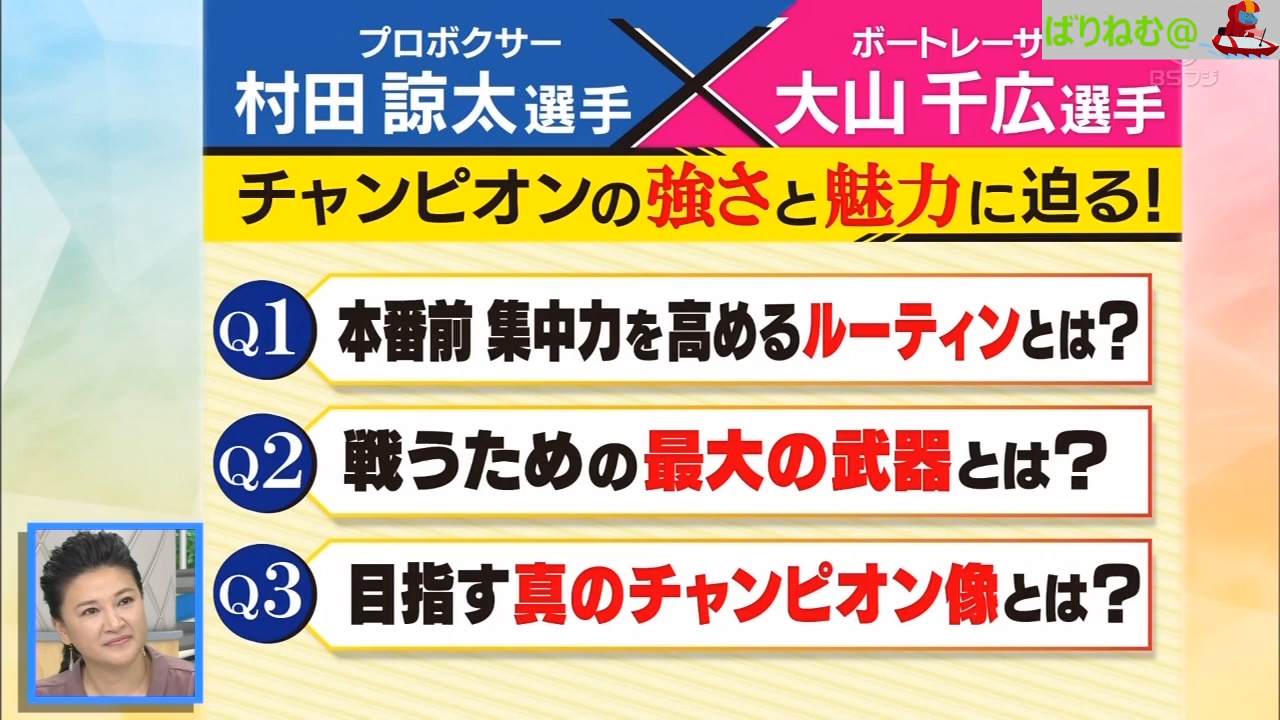 ばりねむ@
BSフジ
プロボクサー
村田 諒太選手
ボートレーサ
大山 千広選手
チャンピオンの強さと魅力に迫る!
Q1 本番前 集中力を高めるルーティンとは?
Q2 戦うための最大の武器とは?
Q3 目指す真のチャンピオン像とは?